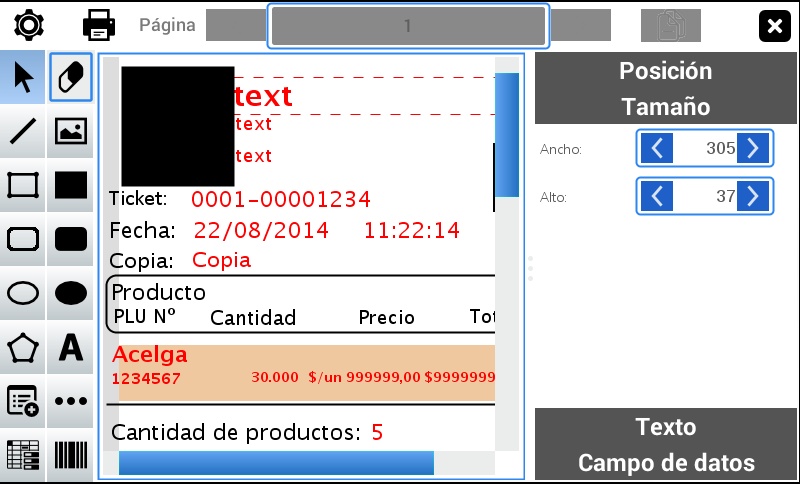 Página 1
text
text
text
Ticket: 0001-00001234
Fecha: 22/08/2014 11:22:14
Copia: Copia
Producto
PLU Nº Cantidad Precio Tot
Acelga
1234567 30.000 $/un 999999,00 $9999999
Cantidad de productos: 5
Posición
Tamaño
Ancho: 305
Alto: 37
Texto
Campo de datos
A